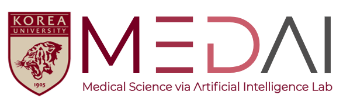 KOREA
UNIVERSITY
1905
MEDAI
Medical Science via Artificial Intelligence Lab